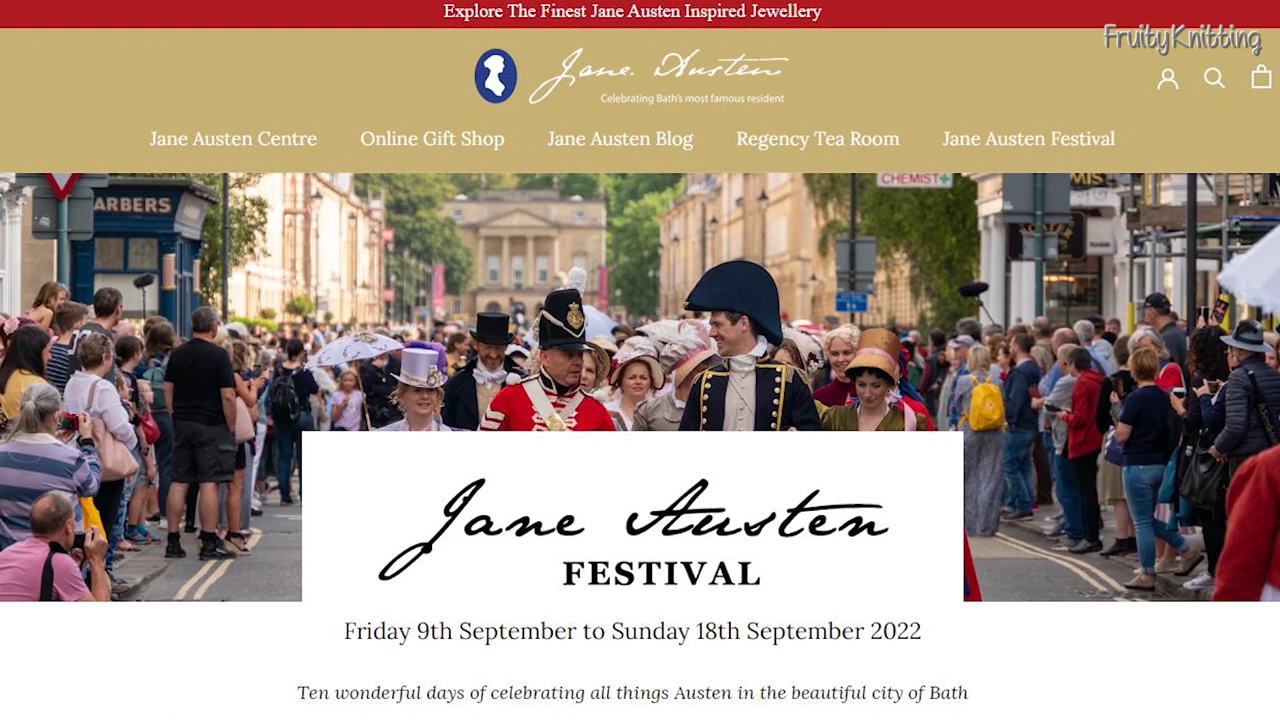 Explore The Finest Jane Austen Inspired Jewellery
FruityKnitting
Jane Austen
Celebrating Bath's most famous resident
Jane Austen Centre Online Gift Shop Jane Austen Blog Regency Tea Room Jane Austen Festival
CHEMIST
ARBERS
Jane Austen
FESTIVAL
Friday 9th September to Sunday 18th September 2022
Ten wonderful days of celebrating all things Austen in the beautiful city of Bath